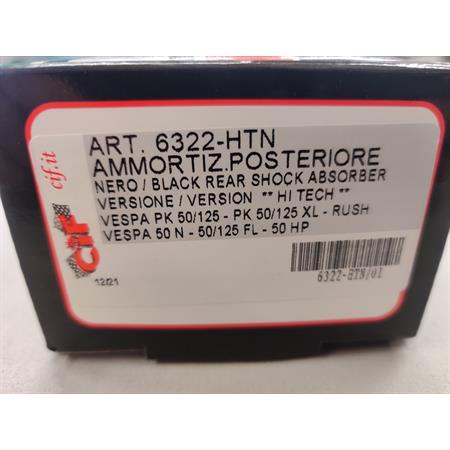 cif.it
cif
ART. 6322-HTN
AMMORTIZ.POSTERIORE
NERO / BLACK REAR SHOCK ABSORBER
VERSIONE / VERSION ** HI TECH **
VESPA PK 50/125 - PK 50/125 XL - RUSH
VESPA 50 N - 50/125 FL - 50 HP
12/21
6322-HTN/01